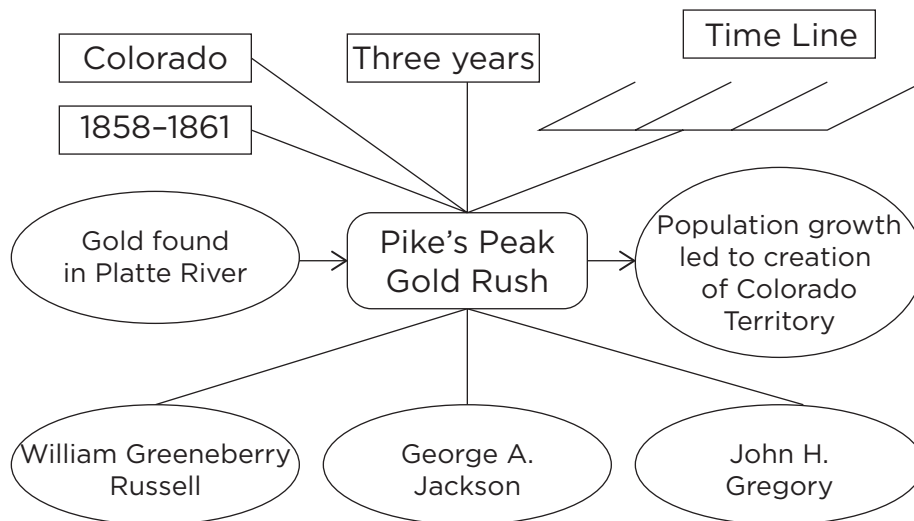 Colorado
Three years
Time Line
1858–1861
Gold found
in Platte River
Pike's Peak
Gold Rush
Population growth
led to creation
of Colorado
Territory
William Greeneberry
Russell
George A.
Jackson
John H.
Gregory